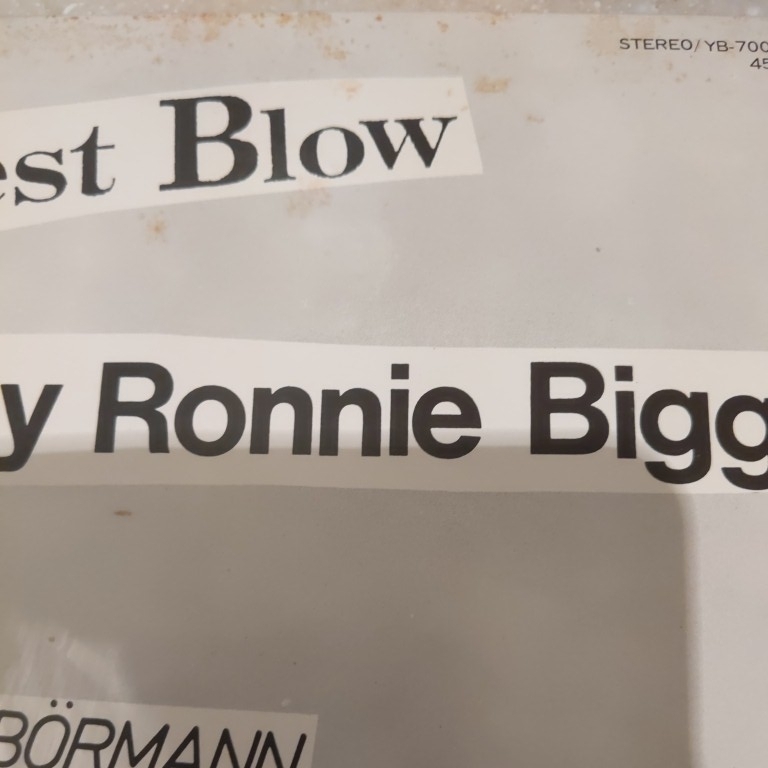 STEREO/YB-700
45
est Blow
y Ronnie Bigg
BÖRMANN